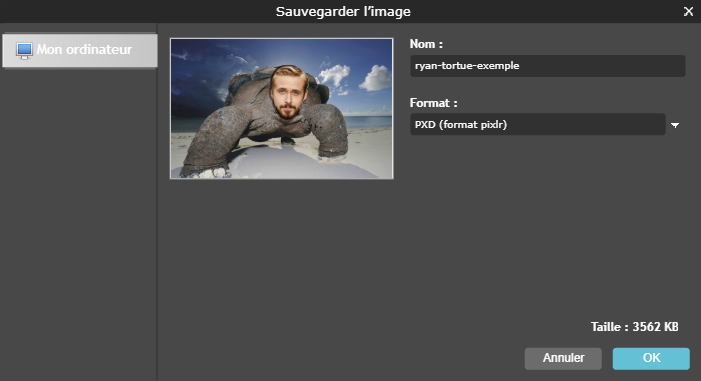 Sauvegarder l'image
Mon ordinateur
Nom :
ryan-tortue-exemple
Format :
PXD (format pixlr)
Taille : 3562 KB
Annuler
OK